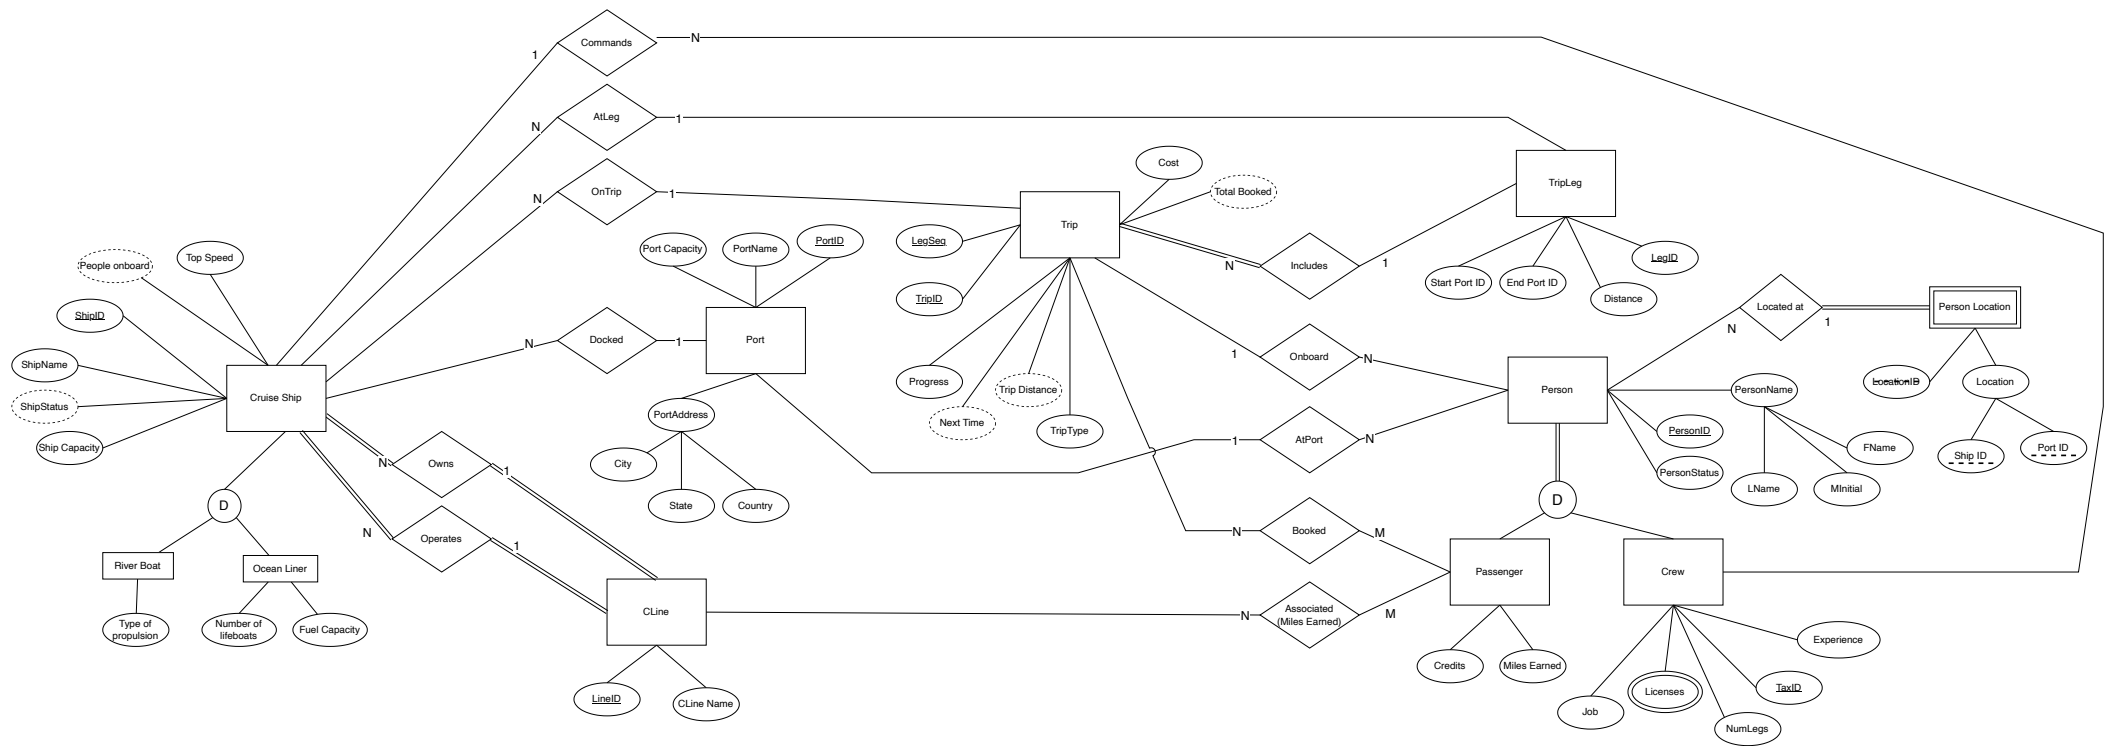 Commands
N
1
AtLeg
1
N
OnTrip
1
N
Cost
Total Booked
TripLeg
Trip
LegSeq
TripID
Includes
N
1
Start Port ID
End Port ID
LegID
Distance
Port Capacity
PortName
PortID
People onboard
Top Speed
ShipID
ShipName
ShipStatus
Ship Capacity
Cruise Ship
Docked
N
1
Port
Progress
Next Time
Trip Distance
TripType
Onboard
1
N
AtPort
1
N
Person
Located at
N
1
Person Location
LocationID
Location
Ship ID
Port ID
PersonName
PersonID
PersonStatus
FName
LName
MInitial
PortAddress
City
State
Country
Owns
N
1
Operates
N
1
D
River Boat
Ocean Liner
Type of
propulsion
Number of
lifeboats
Fuel Capacity
CLine
LineID
CLine Name
Booked
N
M
Associated
(Miles Earned)
N
M
D
Passenger
Crew
Credits
Miles Earned
Job
Licenses
NumLegs
TaxID
Experience